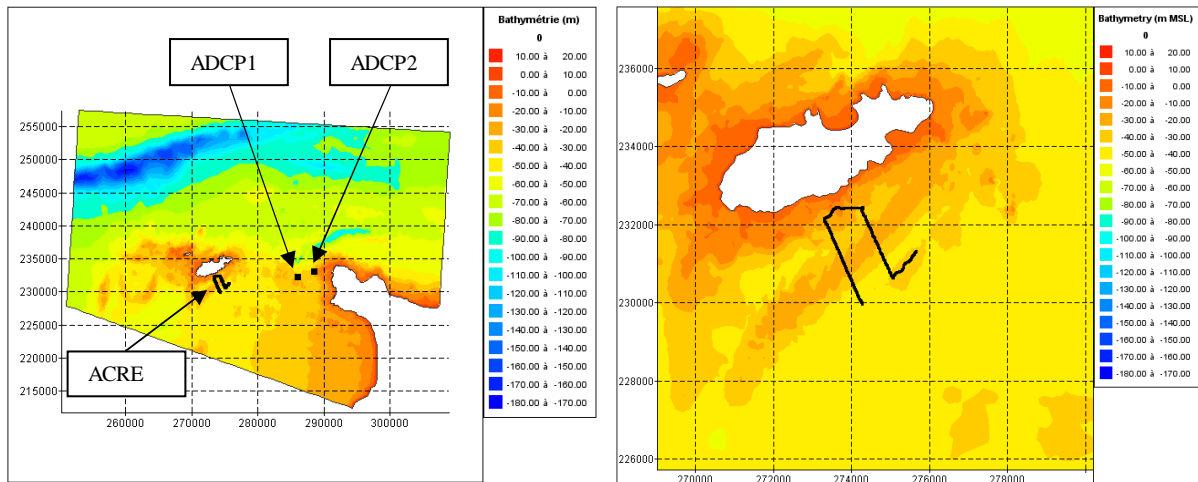 ADCP1
ADCP2
ACRE
255000
250000
245000
240000
235000
230000
225000
220000
215000
260000 270000 280000 290000 300000
Bathymétrie (m)
0
10.00 à 20.00
0.00 à 10.00
-10.00 à 0.00
-20.00 à -10.00
-30.00 à -20.00
-40.00 à -30.00
-50.00 à -40.00
-60.00 à -50.00
-70.00 à -60.00
-80.00 à -70.00
-90.00 à -80.00
-100.00 à -90.00
-110.00 à -100.00
-120.00 à -110.00
-130.00 à -120.00
-140.00 à -130.00
-150.00 à -140.00
-160.00 à -150.00
-170.00 à -160.00
-180.00 à -170.00
236000
234000
232000
230000
228000
226000
270000 272000 274000 276000 278000
Bathymetry (m MSL)
0
10.00 à 20.00
0.00 à 10.00
-10.00 à 0.00
-20.00 à -10.00
-30.00 à -20.00
-40.00 à -30.00
-50.00 à -40.00
-60.00 à -50.00
-70.00 à -60.00
-80.00 à -70.00
-90.00 à -80.00
-100.00 à -90.00
-110.00 à -100.00
-120.00 à -110.00
-130.00 à -120.00
-140.00 à -130.00
-150.00 à -140.00
-160.00 à -150.00
-170.00 à -160.00
-180.00 à -170.00